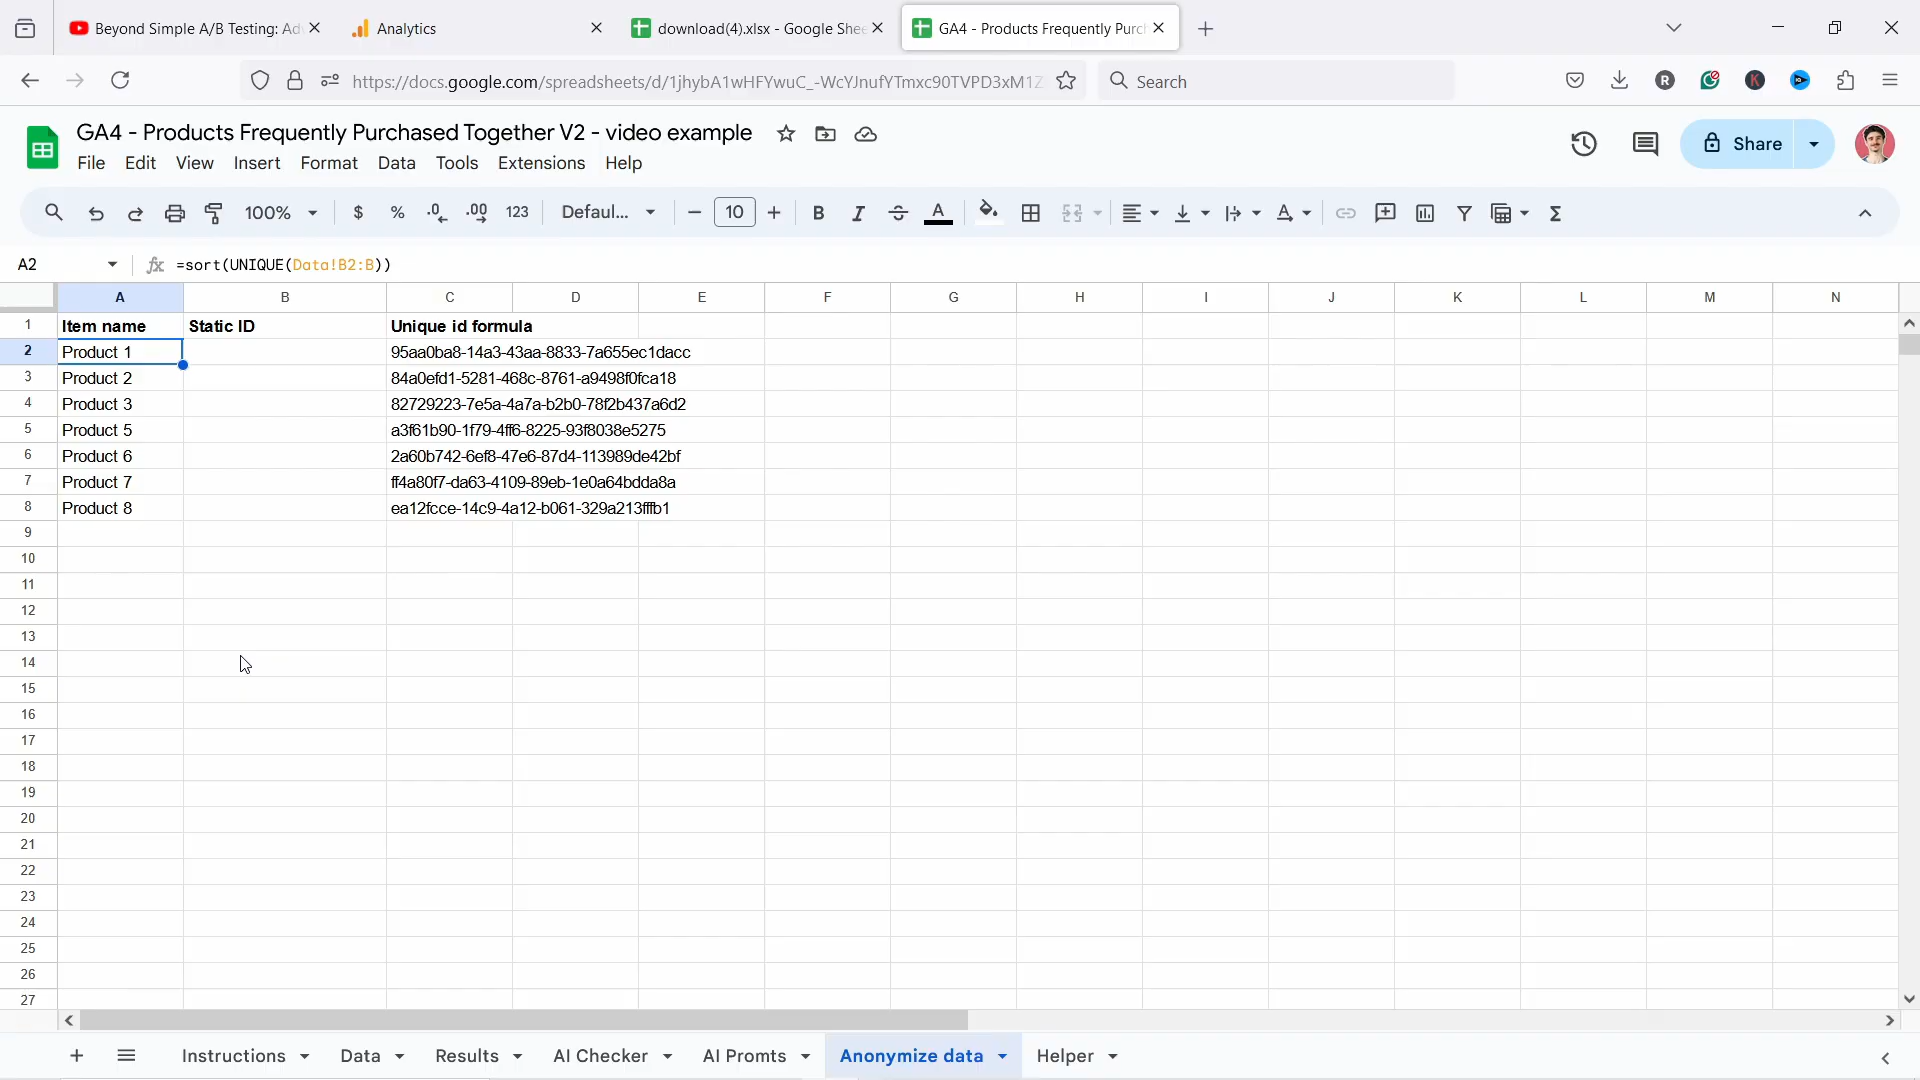 Beyond Simple A/B Testing: Ad
Analytics
download(4).xlsx - Google Shee
GA4 - Products Frequently Purc
https://docs.google.com/spreadsheets/d/1jhybA1wHFYwuC_-WcYJnufYTmxc90TVPD3xM1Z
Search
GA4 - Products Frequently Purchased Together V2 - video example
File Edit View Insert Format Data Tools Extensions Help
Share
100% $ % .0 .00 123 Defaul... 10 B I A Σ
A2 fx =sort(UNIQUE(Data!B2:B))
A B C D E F G H I J K L M N
1 Item name Static ID Unique id formula
2 Product 1 95aa0ba8-14a3-43aa-8833-7a655ec1dacc
3 Product 2 84a0efd1-5281-468c-8761-a9498f0fca18
4 Product 3 82729223-7e5a-4a7a-b2b0-78f2b437a6d2
5 Product 5 a3f61b90-1f79-4ff6-8225-93f8038e5275
6 Product 6 2a60b742-6ef8-47e6-87d4-113989de42bf
7 Product 7 ff4a80f7-da63-4109-89eb-1e0a64bdda8a
8 Product 8 ea12fcce-14c9-4a12-b061-329a213fffb1
9
10
11
12
13
14
15
16
17
18
19
20
21
22
23
24
25
26
27
Instructions Data Results AI Checker AI Promts Anonymize data Helper